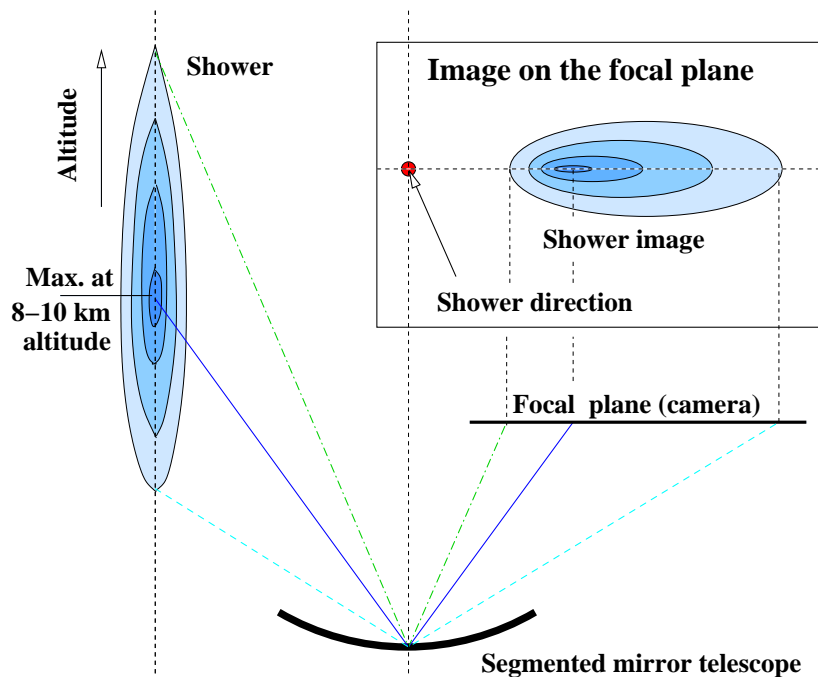 Shower
Altitude
Max. at
8–10 km
altitude
Image on the focal plane
Shower image
Shower direction
Focal plane (camera)
Segmented mirror telescope